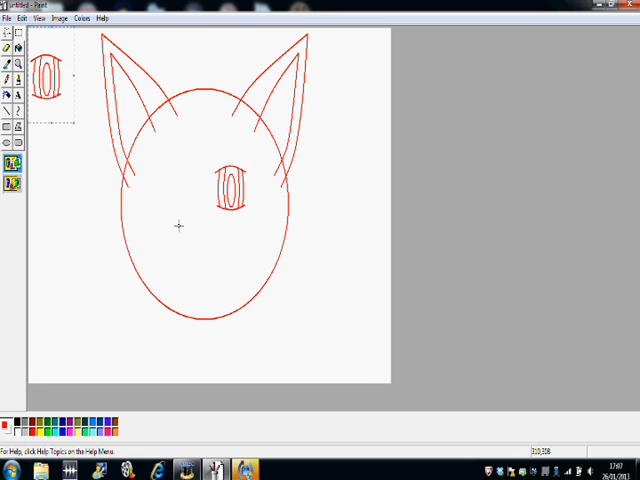 untitled - Paint
File Edit View Image Colors Help
A
For Help, click Help Topics on the Help Menu.
310,308
17:07
26/01/2013